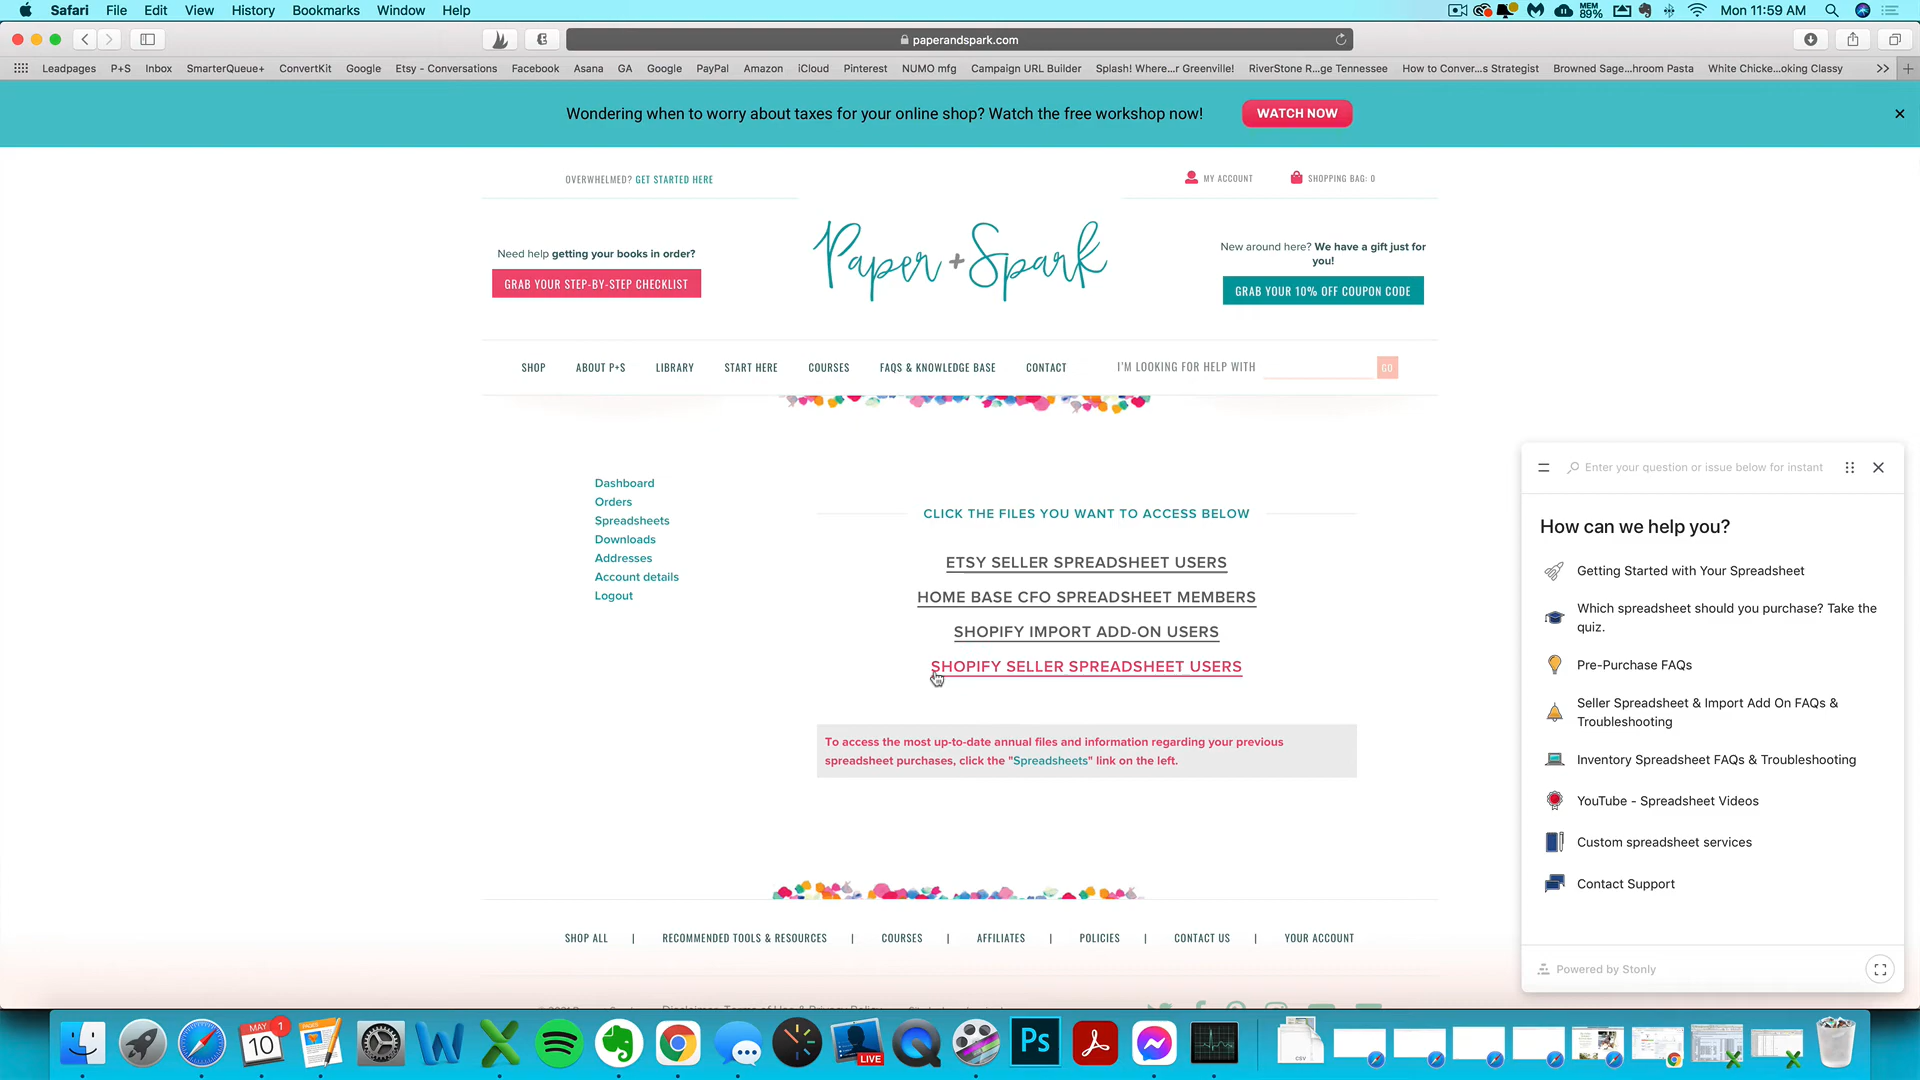 Safari File Edit View History Bookmarks Window Help MEM 89% Mon 11:59 AM
paperandspark.com
Leadpages P+S Inbox SmarterQueue+ ConvertKit Google Etsy - Conversations Facebook Asana GA Google PayPal Amazon iCloud Pinterest NUMO mfg Campaign URL Builder Splash! Where...r Greenville! RiverStone R...ge Tennessee How to Conver...s Strategist Browned Sage...hroom Pasta White Chicke...oking Classy
Wondering when to worry about taxes for your online shop? Watch the free workshop now! WATCH NOW
OVERWHELMED? GET STARTED HERE
MY ACCOUNT SHOPPING BAG: 0
Need help getting your books in order?
GRAB YOUR STEP-BY-STEP CHECKLIST
Paper + Spark
New around here? We have a gift just for
you!
GRAB YOUR 10% OFF COUPON CODE
SHOP ABOUT P+S LIBRARY START HERE COURSES FAQS & KNOWLEDGE BASE CONTACT I'M LOOKING FOR HELP WITH GO
Dashboard
Orders
Spreadsheets
Downloads
Addresses
Account details
Logout
CLICK THE FILES YOU WANT TO ACCESS BELOW
ETSY SELLER SPREADSHEET USERS
HOME BASE CFO SPREADSHEET MEMBERS
SHOPIFY IMPORT ADD-ON USERS
SHOPIFY SELLER SPREADSHEET USERS
To access the most up-to-date annual files and information regarding your previous
spreadsheet purchases, click the "Spreadsheets" link on the left.
Enter your question or issue below for instant
How can we help you?
Getting Started with Your Spreadsheet
Which spreadsheet should you purchase? Take the
quiz.
Pre-Purchase FAQs
Seller Spreadsheet & Import Add On FAQs &
Troubleshooting
Inventory Spreadsheet FAQs & Troubleshooting
YouTube - Spreadsheet Videos
Custom spreadsheet services
Contact Support
Powered by Stonly
SHOP ALL | RECOMMENDED TOOLS & RESOURCES | COURSES | AFFILIATES | POLICIES | CONTACT US | YOUR ACCOUNT
MAY 1
10
PAGES
LIVE
Ps
CSV